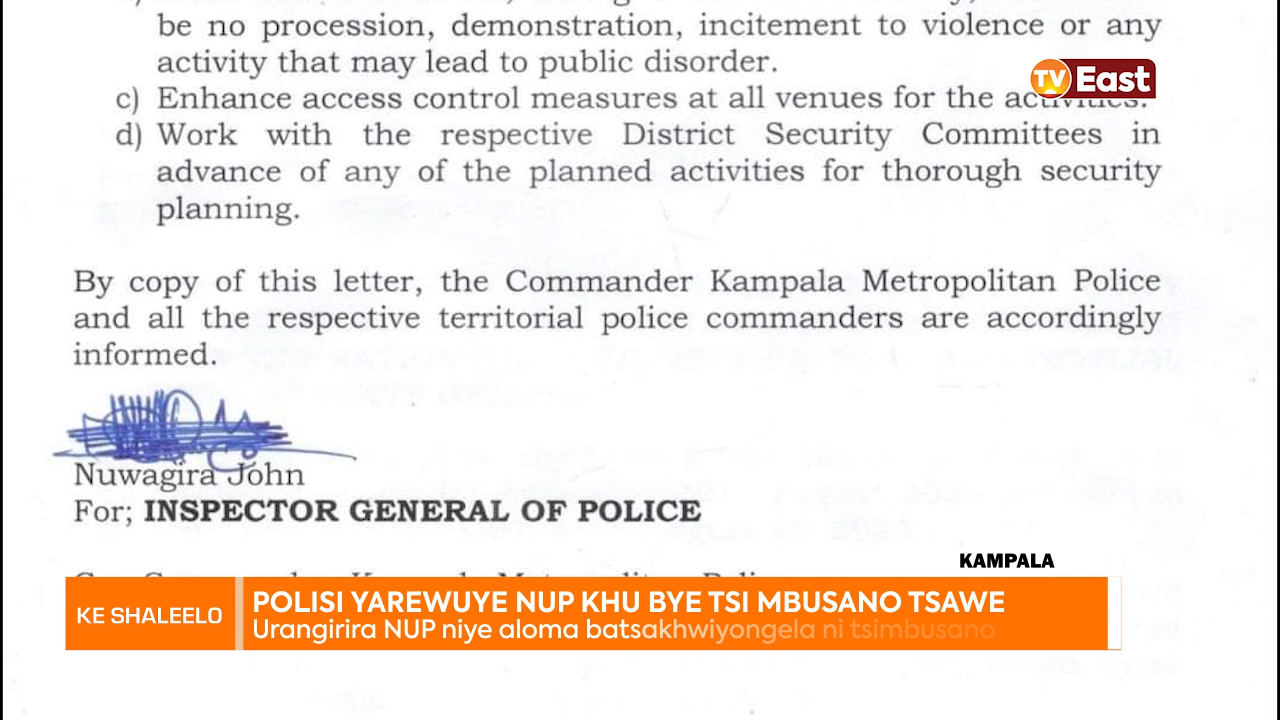 be no procession, demonstration, incitement to violence or any
activity that may lead to public disorder.
TV East
c) Enhance access control measures at all venues for the activities.
d) Work with the respective District Security Committees in
advance of any of the planned activities for thorough security
planning.
By copy of this letter, the Commander Kampala Metropolitan Police
and all the respective territorial police commanders are accordingly
informed.
Nuwagira John
For; INSPECTOR GENERAL OF POLICE
KAMPALA
KE SHALEELO
POLISI YAREWUYE NUP KHU BYE TSI MBUSANO TSAWE
Urangirira NUP niye aloma batsakhwiyongela ni tsimbusano